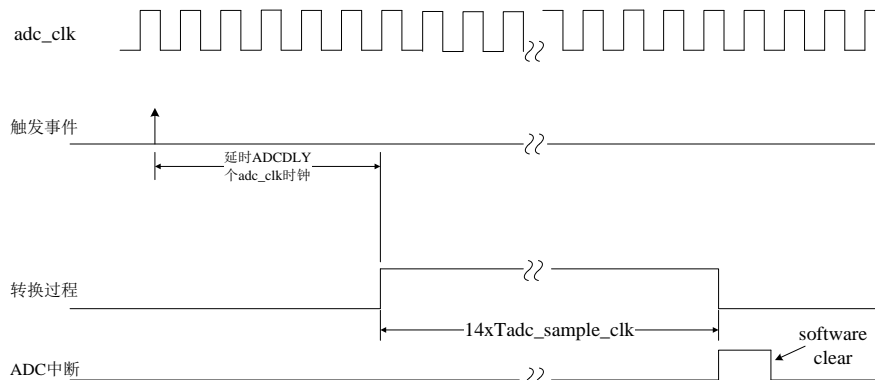 adc_clk
触发事件
延时ADCDLY
个adc_clk时钟
转换过程
14xTadc_sample_clk
software
clear
ADC中断